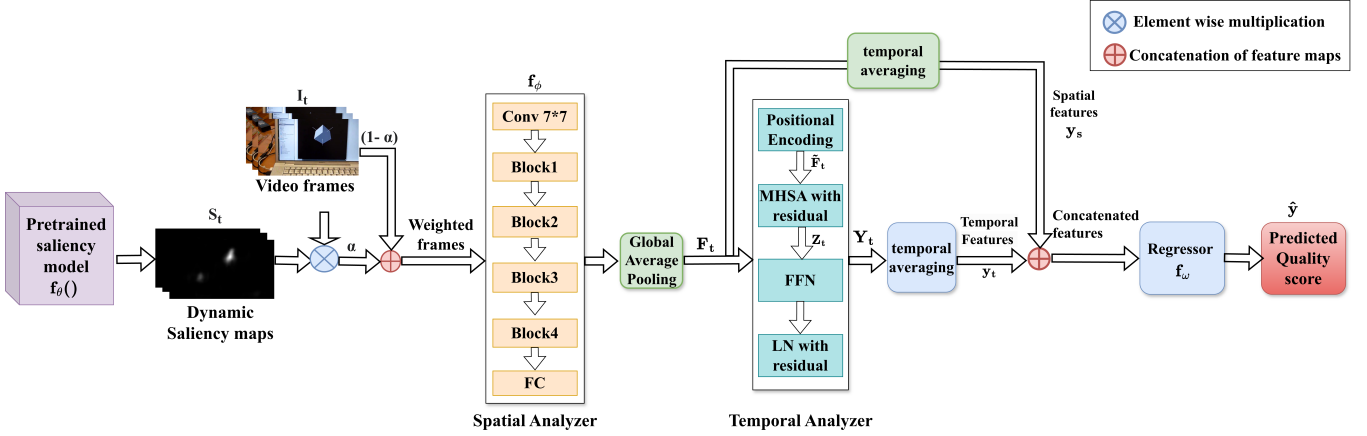 Element wise multiplication
Concatenation of feature maps
temporal
averaging
Spatial
features
y_s
I_t
(1- α)
Video frames
Pretrained
saliency
model
f_θ()
S_t
Dynamic
Saliency maps
α
Weighted
frames
f_ϕ
Conv 7*7
Block1
Block2
Block3
Block4
FC
Spatial Analyzer
Global
Average
Pooling
F_t
Positional
Encoding
F̃_t
MHSA with
residual
Z_t
FFN
LN with
residual
Temporal Analyzer
Y_t
temporal
averaging
Temporal
Features
y_t
Concatenated
features
Regressor
f_ω
ŷ
Predicted
Quality
score